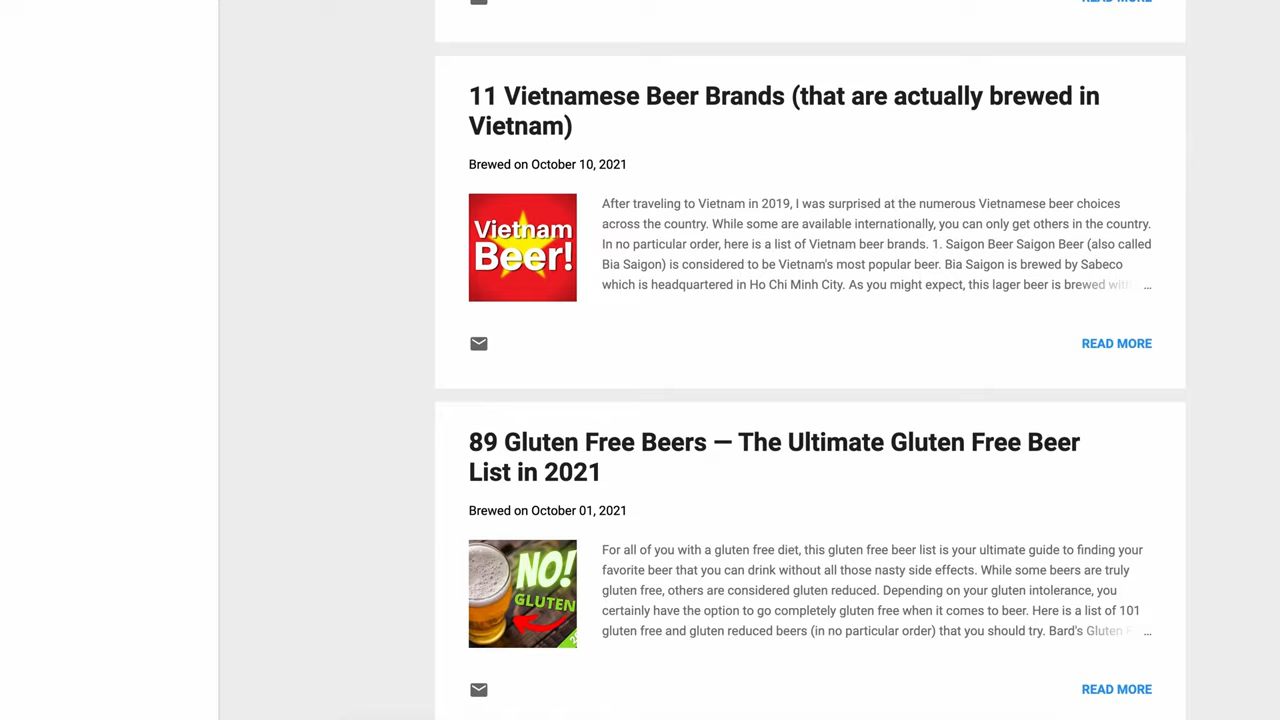 READ MORE
11 Vietnamese Beer Brands (that are actually brewed in
Vietnam)
Brewed on October 10, 2021
Vietnam
Beer!
After traveling to Vietnam in 2019, I was surprised at the numerous Vietnamese beer choices
across the country. While some are available internationally, you can only get others in the country.
In no particular order, here is a list of Vietnam beer brands. 1. Saigon Beer Saigon Beer (also called
Bia Saigon) is considered to be Vietnam's most popular beer. Bia Saigon is brewed by Sabeco
which is headquartered in Ho Chi Minh City. As you might expect, this lager beer is brewed with ...
READ MORE
89 Gluten Free Beers — The Ultimate Gluten Free Beer
List in 2021
Brewed on October 01, 2021
NO!
GLUTEN
For all of you with a gluten free diet, this gluten free beer list is your ultimate guide to finding your
favorite beer that you can drink without all those nasty side effects. While some beers are truly
gluten free, others are considered gluten reduced. Depending on your gluten intolerance, you
certainly have the option to go completely gluten free when it comes to beer. Here is a list of 101
gluten free and gluten reduced beers (in no particular order) that you should try. Bard's Gluten ...
READ MORE